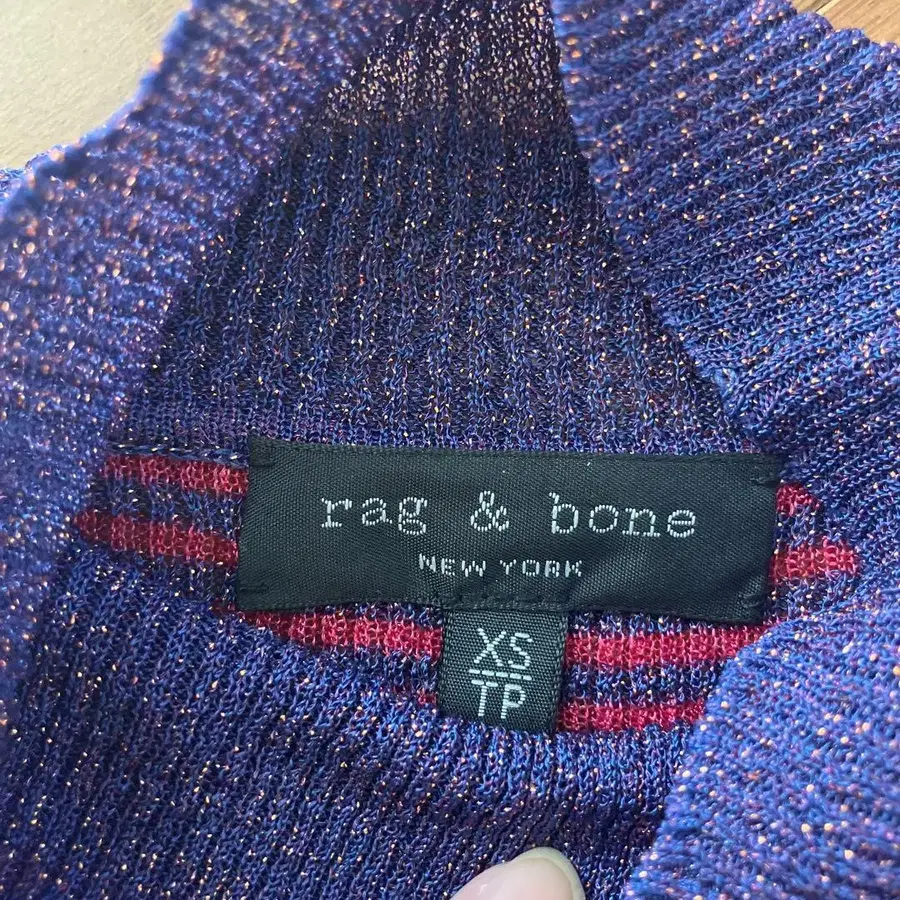 rag & bone
NEW YORK
XS
TP